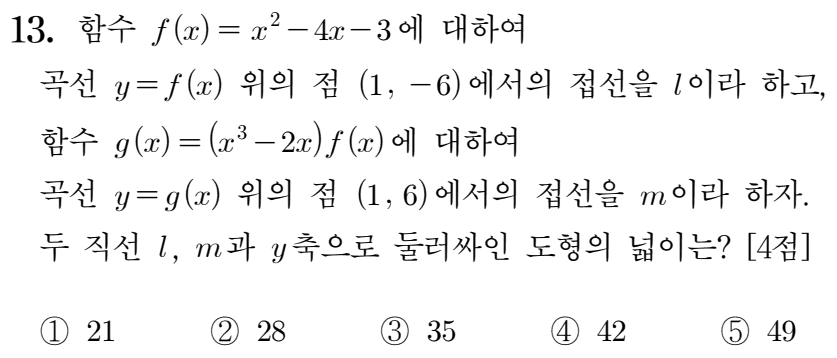 13. 함수 f(x)=x²-4x-3에 대하여
곡선 y=f(x) 위의 점 (1, -6)에서의 접선을 l이라 하고,
함수 g(x)=(x³-2x)f(x)에 대하여
곡선 y=g(x) 위의 점 (1, 6)에서의 접선을 m이라 하자.
두 직선 l, m과 y축으로 둘러싸인 도형의 넓이는? [4점]
① 21 ② 28 ③ 35 ④ 42 ⑤ 49